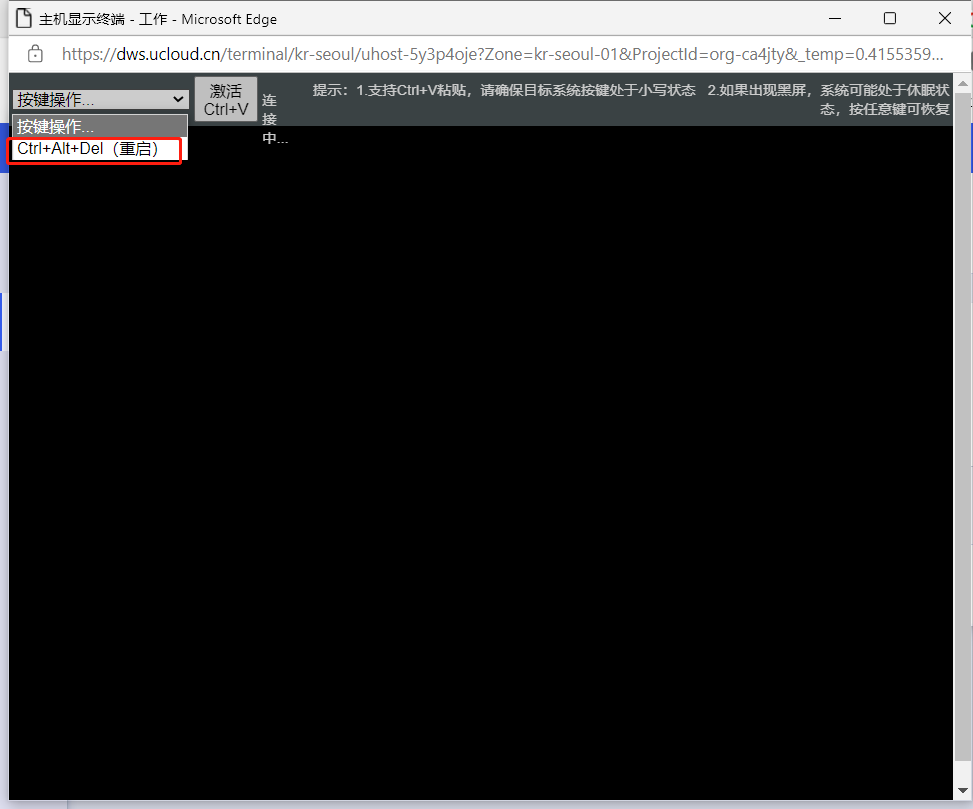 主机显示终端 - 工作 - Microsoft Edge
https://dws.ucloud.cn/terminal/kr-seoul/uhost-5y3p4oje?Zone=kr-seoul-01&ProjectId=org-ca4jty&_temp=0.4155359...
按键操作...
激活
Ctrl+V
连
接
中...
提示：1.支持Ctrl+V粘贴，请确保目标系统按键处于小写状态 2.如果出现黑屏，系统可能处于休眠状
态，按任意键可恢复
按键操作...
Ctrl+Alt+Del（重启）